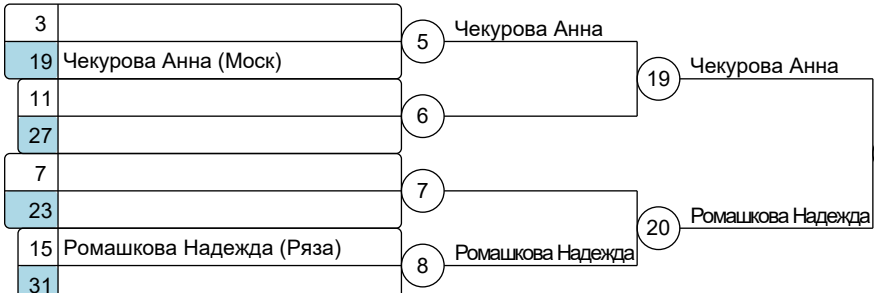 3
5 Чекурова Анна
19 Чекурова Анна (Моск)
19 Чекурова Анна
11
6
27
7
7
23
20 Ромашкова Надежда
15 Ромашкова Надежда (Ряза)
8 Ромашкова Надежда
31